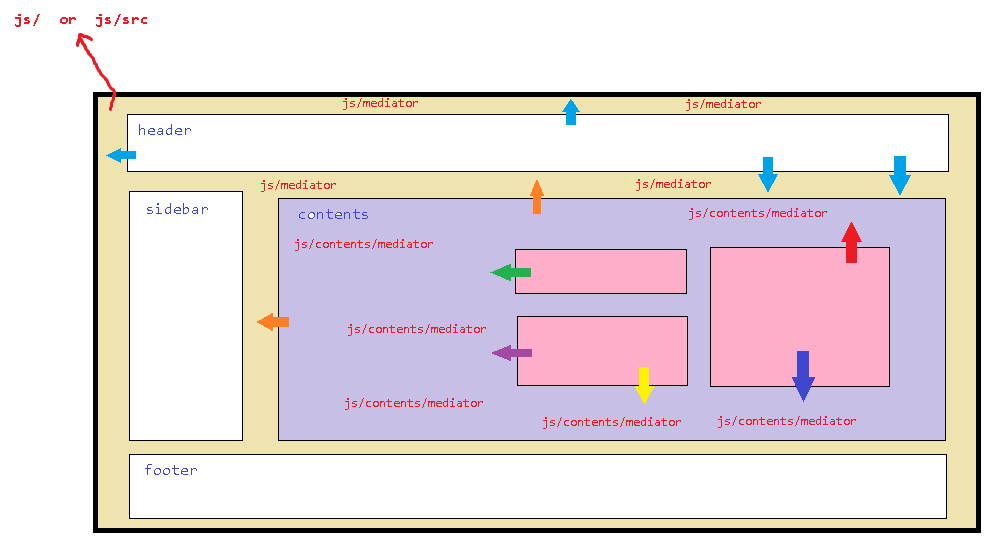 js/ or js/src
js/mediator js/mediator
header
js/mediator js/mediator
sidebar
contents
js/contents/mediator
js/contents/mediator
js/contents/mediator
js/contents/mediator
js/contents/mediator js/contents/mediator
footer